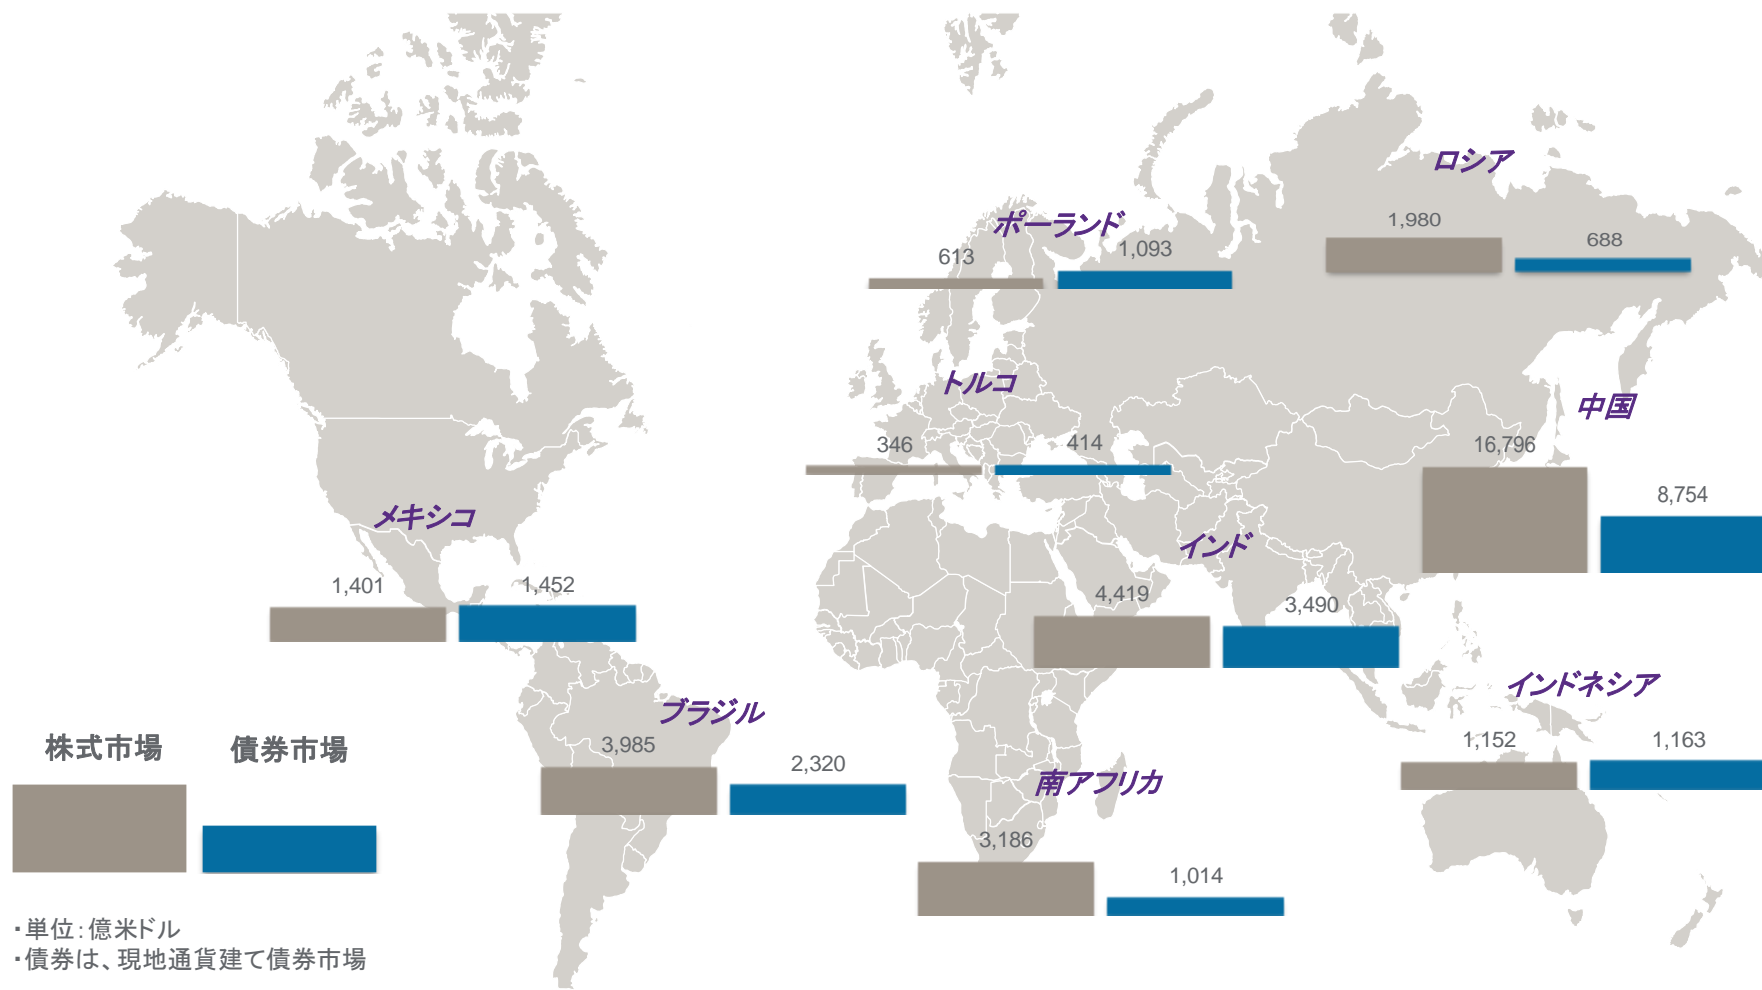 ロシア
1,980
688
ポーランド
613
1,093
トルコ
346
414
中国
16,796
8,754
メキシコ
1,401
1,452
インド
4,419
3,490
インドネシア
1,152
1,163
ブラジル
3,985
2,320
南アフリカ
3,186
1,014
株式市場
債券市場
・単位：億米ドル
・債券は、現地通貨建て債券市場